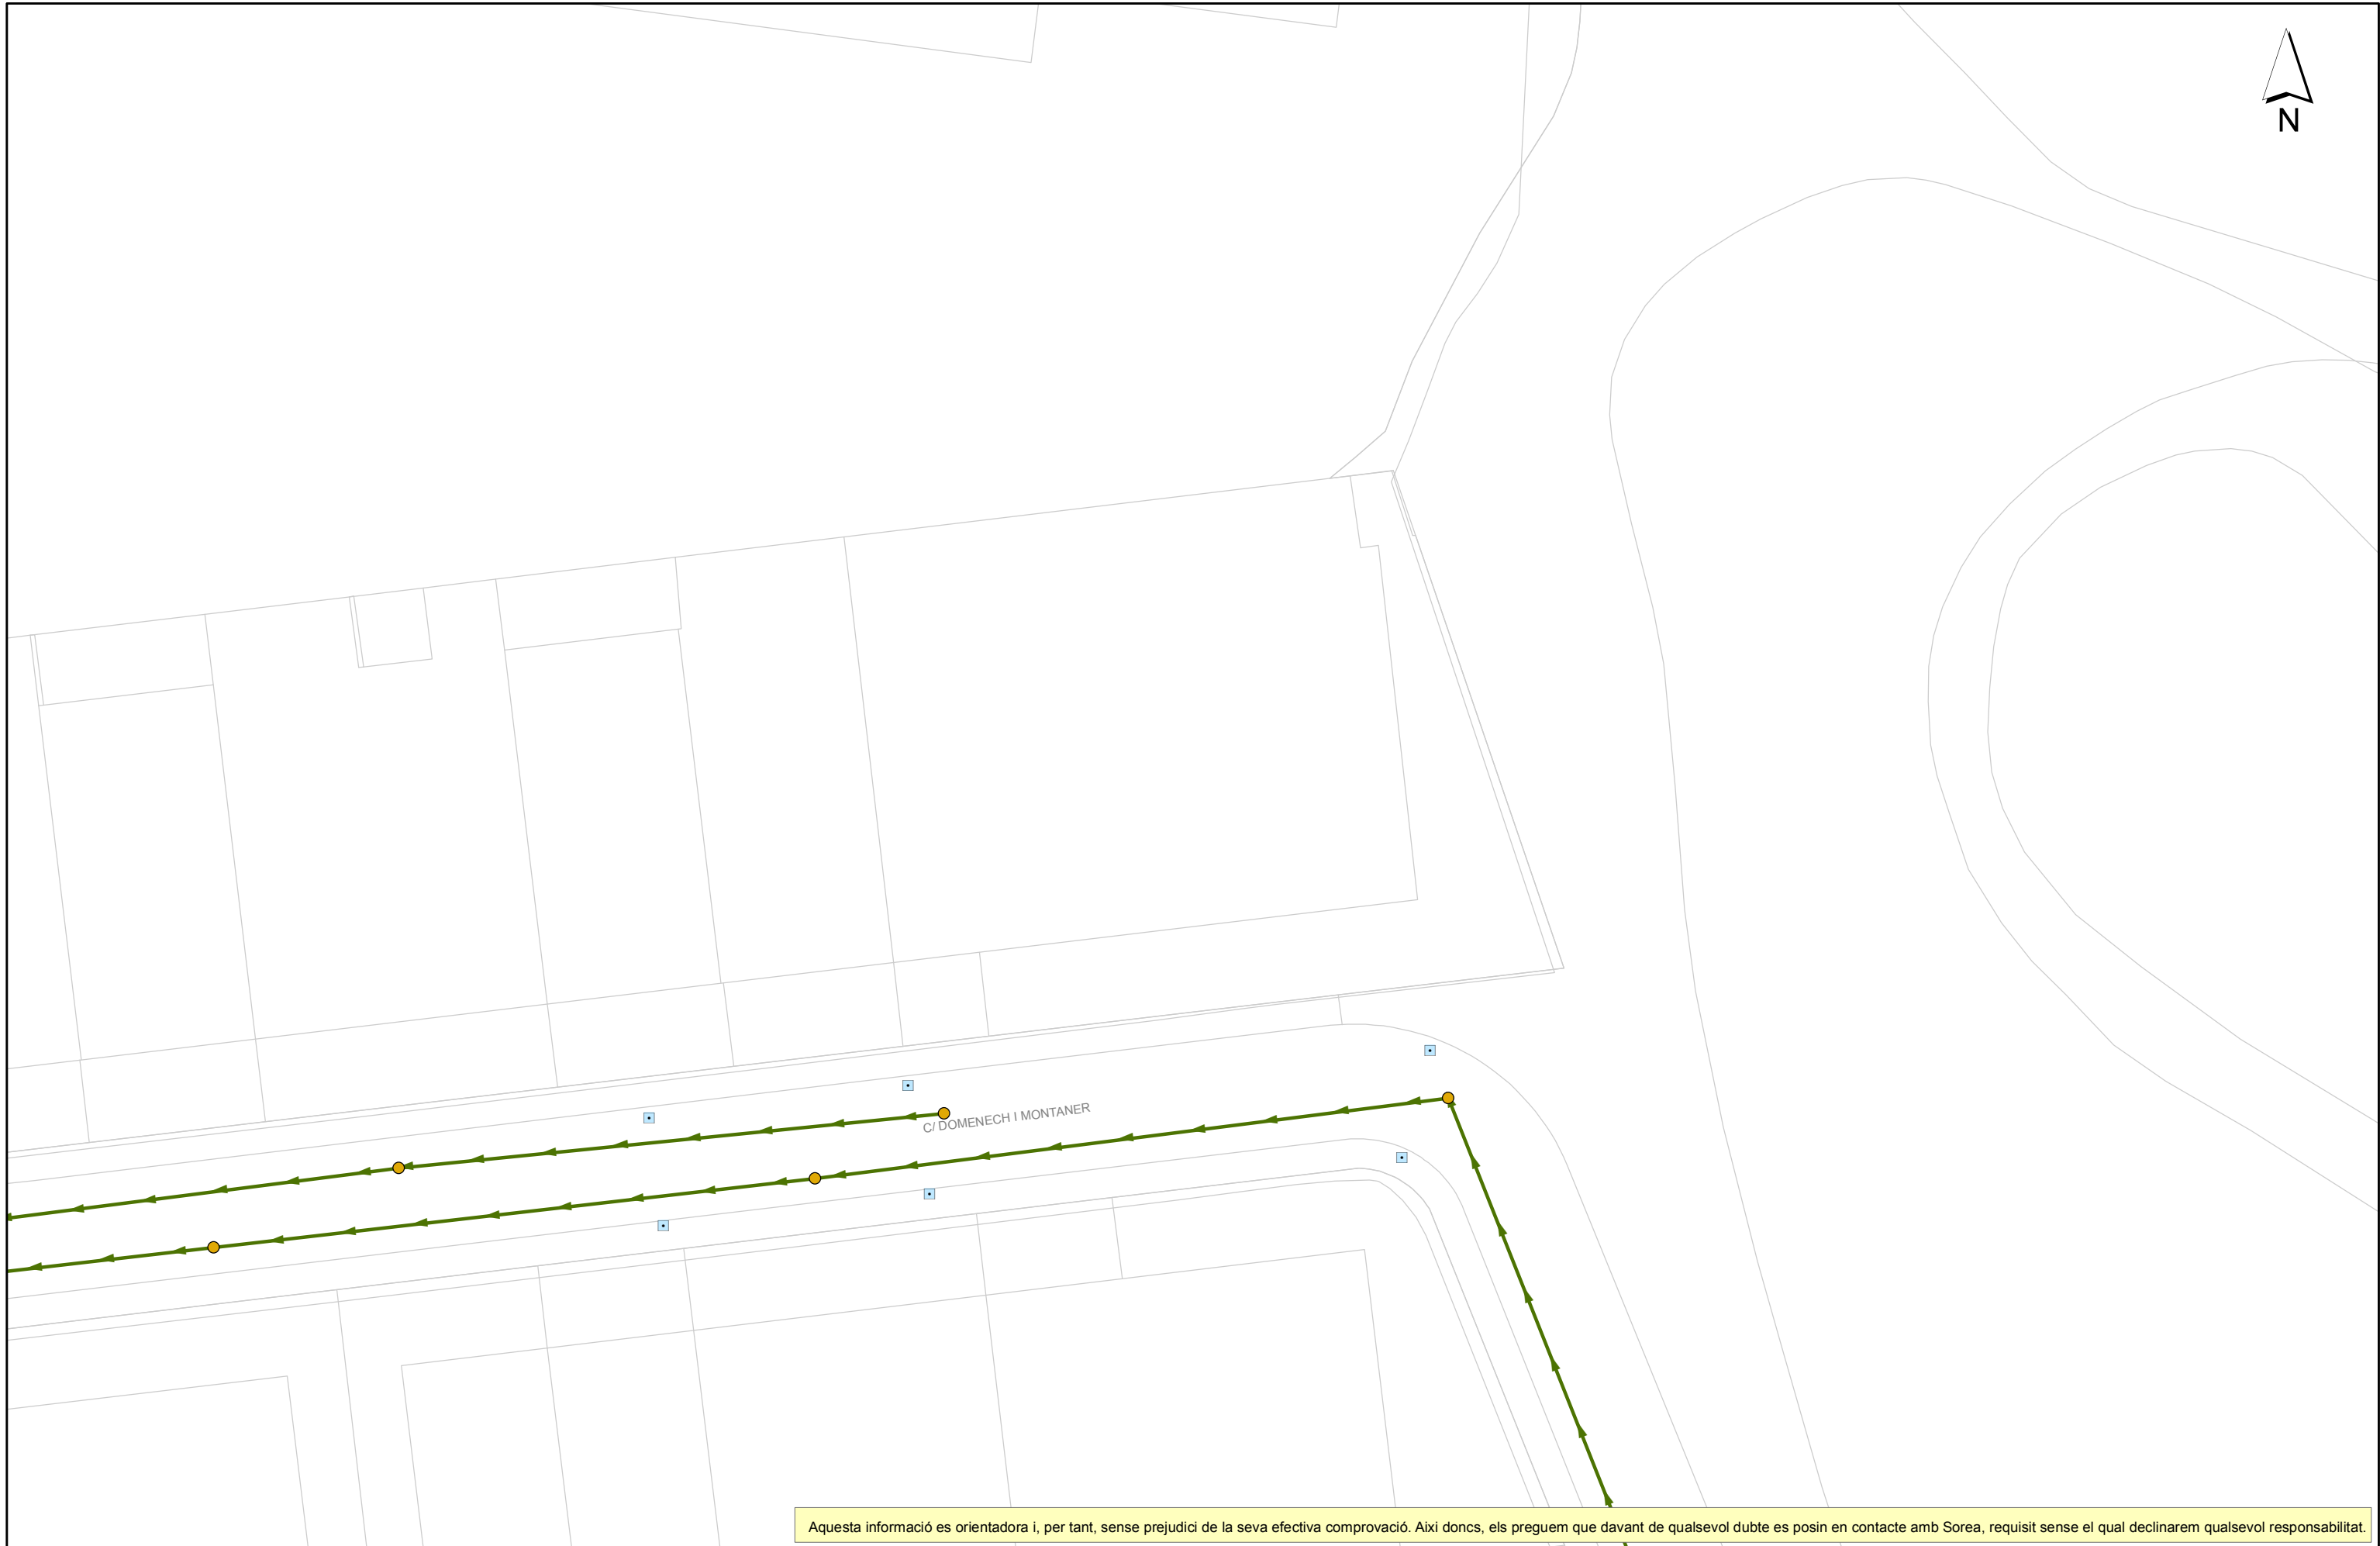 N
C/ DOMENECH I MONTANER
Aquesta informació es orientadora i, per tant, sense prejudici de la seva efectiva comprovació. Aixi doncs, els preguem que davant de qualsevol dubte es posin en contacte amb Sorea, requisit sense el qual declinarem qualsevol responsabilitat.